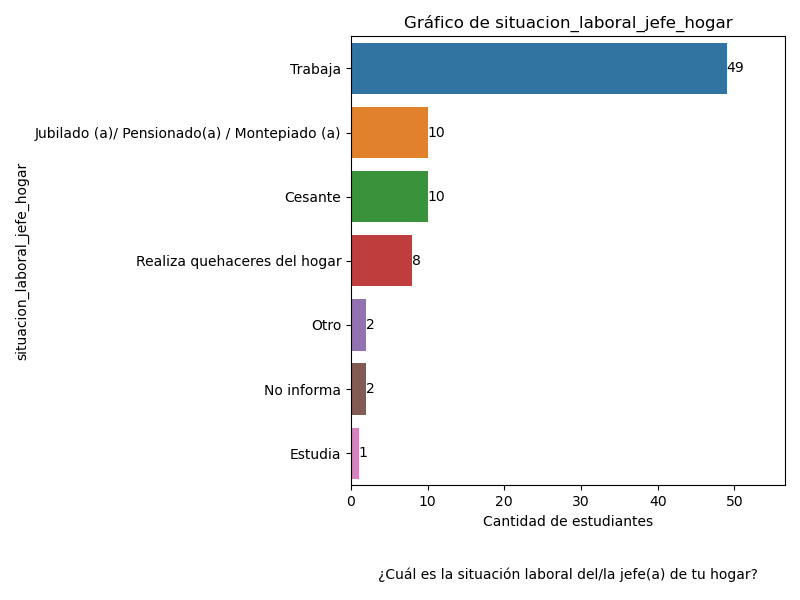 Gráfico de situacion_laboral_jefe_hogar
situacion_laboral_jefe_hogar
Trabaja
49
Jubilado (a)/ Pensionado(a) / Montepiado (a)
10
Cesante
10
Realiza quehaceres del hogar
8
Otro
2
No informa
2
Estudia
1
0 10 20 30 40 50
Cantidad de estudiantes
¿Cuál es la situación laboral del/la jefe(a) de tu hogar?